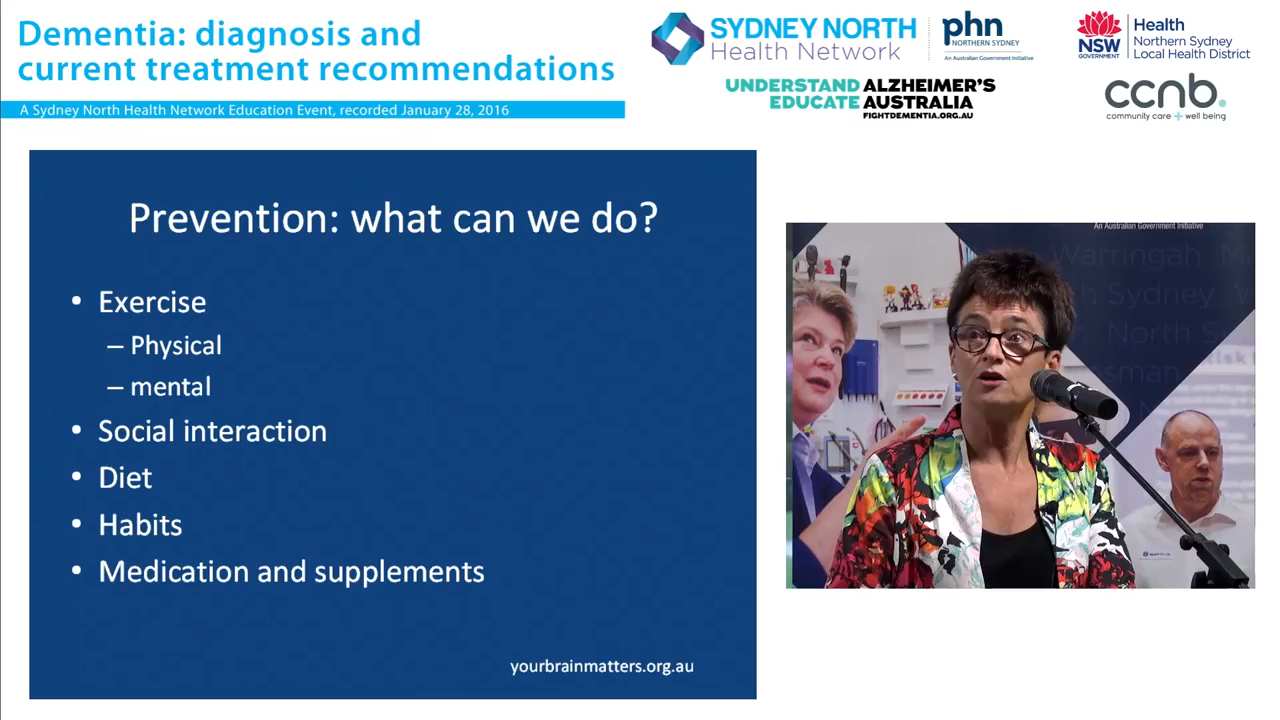 Dementia: diagnosis and
current treatment recommendations
A Sydney North Health Network Education Event, recorded January 28, 2016
SYDNEY NORTH
Health Network
phn
NORTHERN SYDNEY
An Australian Government Initiative
NSW
GOVERNMENT
Health
Northern Sydney
Local Health District
UNDERSTAND ALZHEIMER'S
EDUCATE AUSTRALIA
FIGHTDEMENTIA.ORG.AU
ccnb.
community care + well being
Prevention: what can we do?
• Exercise
– Physical
– mental
• Social interaction
• Diet
• Habits
• Medication and supplements
yourbrainmatters.org.au
An Australian Government Initiative
Warringah
Sydney
North